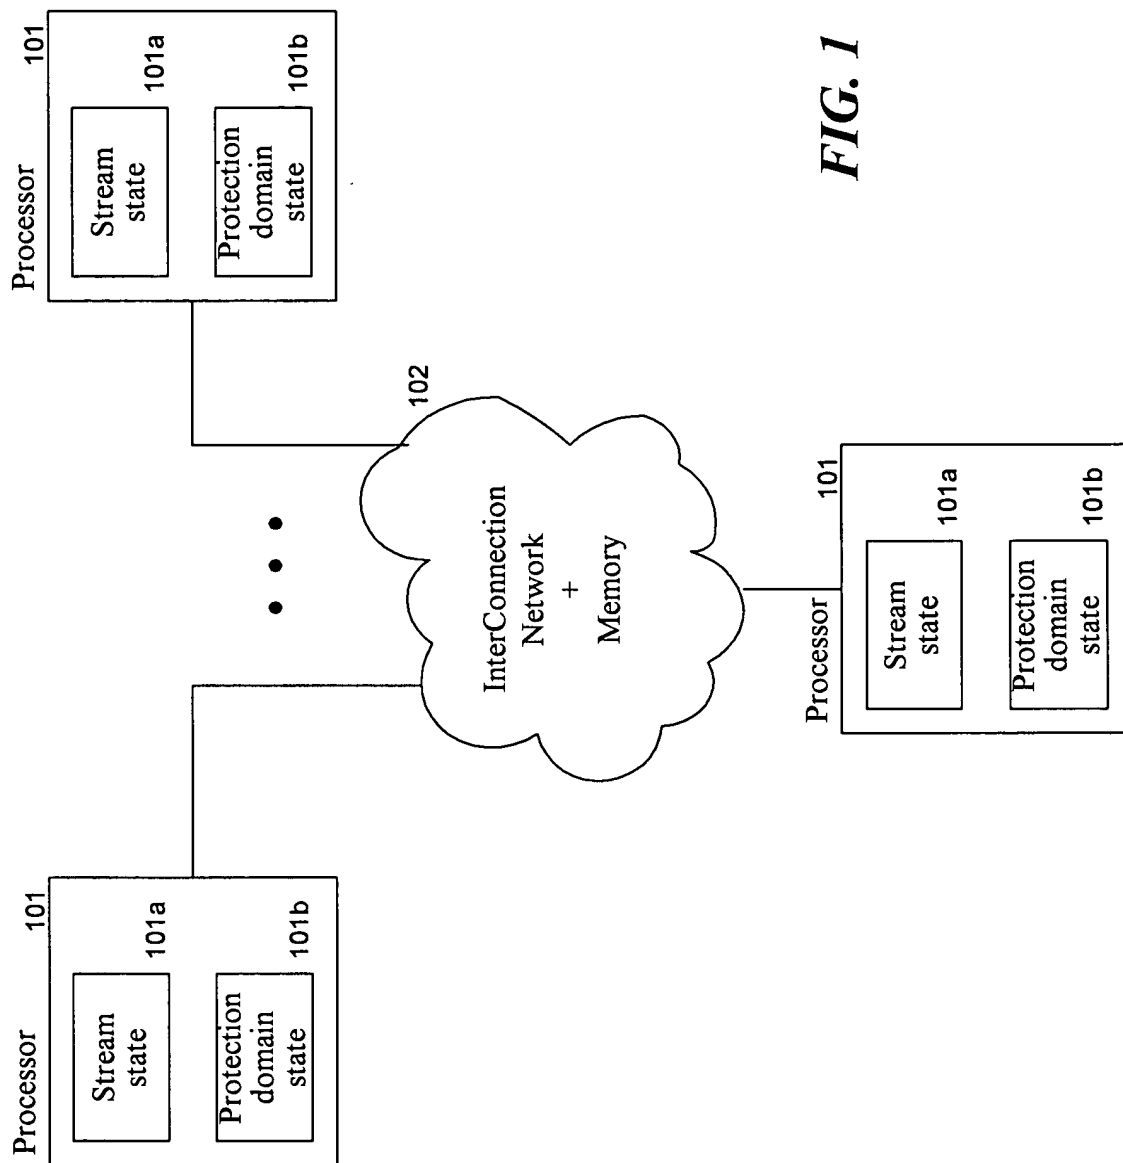 Processor
101
Stream
state
101a
Protection
domain
state
101b
Processor
101
Stream
state
101a
Protection
domain
state
101b
102
InterConnection
Network
+
Memory
Processor
101
Stream
state
101a
Protection
domain
state
101b
FIG. 1